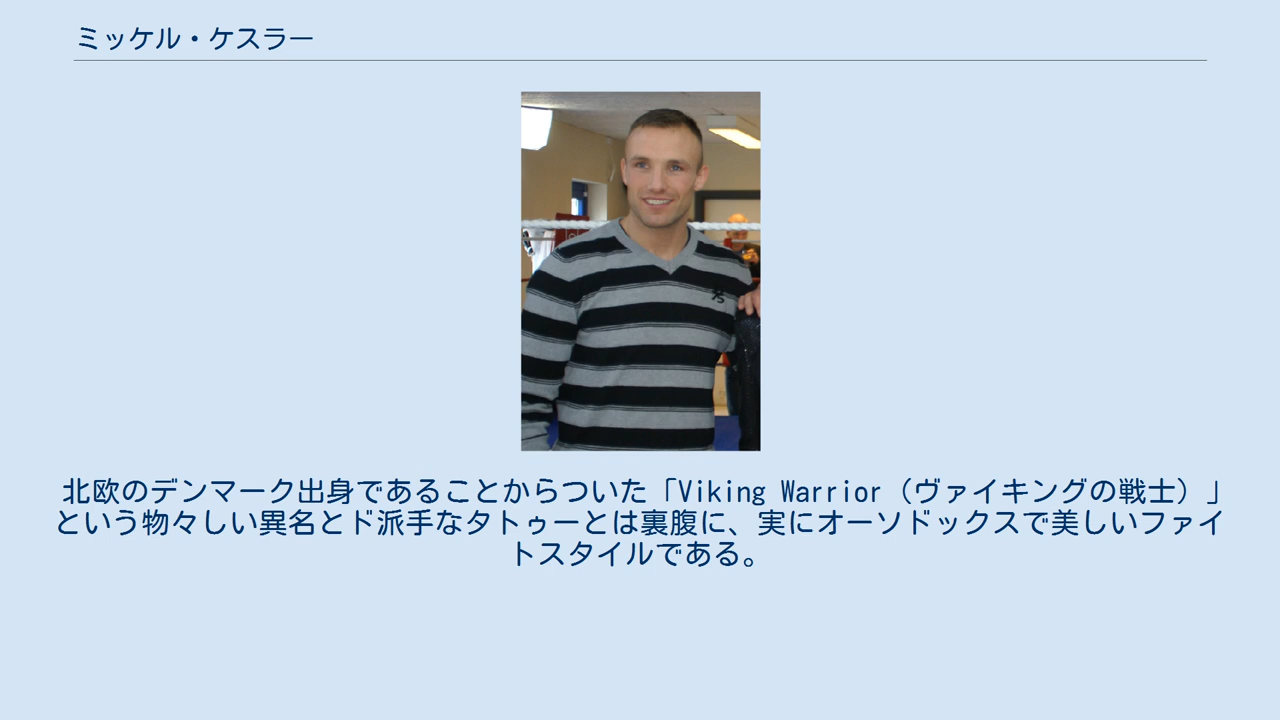 ミッケル・ケスラー
北欧のデンマーク出身であることからついた「Viking Warrior（ヴァイキングの戦士）」
という物々しい異名とド派手なタトゥーとは裏腹に、実にオーソドックスで美しいファイ
トスタイルである。